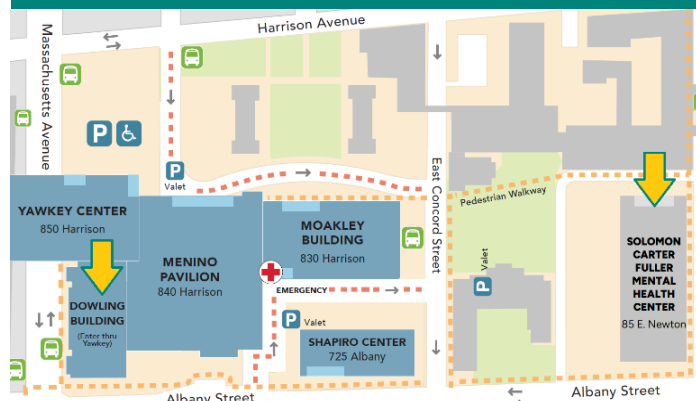 Harrison Avenue
Massachusetts Avenue
P
P
Valet
East Concord Street
Pedestrian Walkway
YAWKEY CENTER
850 Harrison
MOAKLEY
BUILDING
830 Harrison
MENINO
PAVILION
840 Harrison
SOLOMON
CARTER
FULLER
MENTAL
HEALTH
CENTER
85 E. Newton
Valet
P
EMERGENCY
DOWLING
BUILDING
(Enter thru
Yawkey)
P
Valet
SHAPIRO CENTER
725 Albany
Albany Street
Albany Street